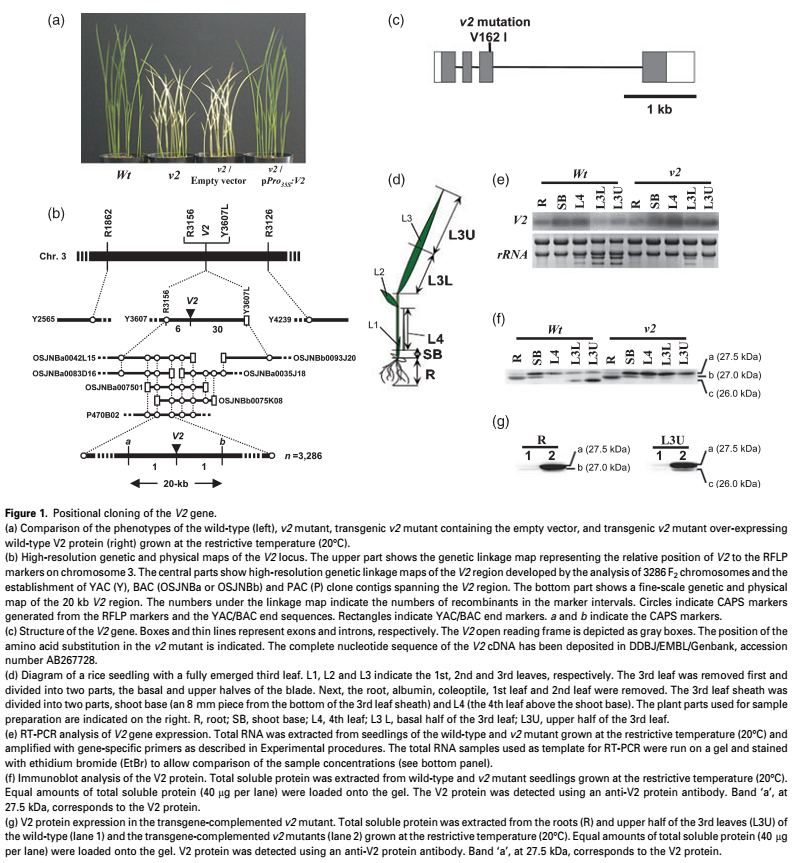 (a)
Wt
v2
v2 /
Empty vector
v2 /
pPro35S:V2
(b)
R1862
R3156
V2
Y3607L
R3126
Chr. 3
R3156
V2
Y3607L
Y2565
Y3607
6
30
Y4239
OSJNBa0042L15
OSJNBb0093J20
OSJNBa0083D16
OSJNBa0035J18
OSJNBa007501
OSJNBb0075K08
P470B02
a
V2
b
n =3,286
1
1
20-kb
(c)
v2 mutation
V162 I
1 kb
(d)
L3
L3U
L2
L3L
L1
L4
SB
R
(e)
Wt
v2
R
SB
L4
L3L
L3U
R
SB
L4
L3L
L3U
V2
rRNA
(f)
Wt
v2
R
SB
L4
L3L
L3U
R
SB
L4
L3L
L3U
a (27.5 kDa)
b (27.0 kDa)
c (26.0 kDa)
(g)
R
1 2
a (27.5 kDa)
b (27.0 kDa)
L3U
1 2
a (27.5 kDa)
c (26.0 kDa)
Figure 1. Positional cloning of the V2 gene.
(a) Comparison of the phenotypes of the wild-type (left), v2 mutant, transgenic v2 mutant containing the empty vector, and transgenic v2 mutant over-expressing
wild-type V2 protein (right) grown at the restrictive temperature (20°C).
(b) High-resolution genetic and physical maps of the V2 locus. The upper part shows the genetic linkage map representing the relative position of V2 to the RFLP
markers on chromosome 3. The central parts show high-resolution genetic linkage maps of the V2 region developed by the analysis of 3286 F2 chromosomes and the
establishment of YAC (Y), BAC (OSJNBa or OSJNBb) and PAC (P) clone contigs spanning the V2 region. The bottom part shows a fine-scale genetic and physical
map of the 20 kb V2 region. The numbers under the linkage map indicate the numbers of recombinants in the marker intervals. Circles indicate CAPS markers
generated from the RFLP markers and the YAC/BAC end sequences. Rectangles indicate YAC/BAC end markers. a and b indicate the CAPS markers.
(c) Structure of the V2 gene. Boxes and thin lines represent exons and introns, respectively. The V2 open reading frame is depicted as gray boxes. The position of the
amino acid substitution in the v2 mutant is indicated. The complete nucleotide sequence of the V2 cDNA has been deposited in DDBJ/EMBL/Genbank, accession
number AB267728.
(d) Diagram of a rice seedling with a fully emerged third leaf. L1, L2 and L3 indicate the 1st, 2nd and 3rd leaves, respectively. The 3rd leaf was removed first and
divided into two parts, the basal and upper halves of the blade. Next, the root, albumin, coleoptile, 1st leaf and 2nd leaf were removed. The 3rd leaf sheath was
divided into two parts, shoot base (an 8 mm piece from the bottom of the 3rd leaf sheath) and L4 (the 4th leaf above the shoot base). The plant parts used for sample
preparation are indicated on the right. R, root; SB, shoot base; L4, 4th leaf; L3 L, basal half of the 3rd leaf; L3U, upper half of the 3rd leaf.
(e) RT-PCR analysis of V2 gene expression. Total RNA was extracted from seedlings of the wild-type and v2 mutant grown at the restrictive temperature (20°C) and
amplified with gene-specific primers as described in Experimental procedures. The total RNA samples used as template for RT-PCR were run on a gel and stained
with ethidium bromide (EtBr) to allow comparison of the sample concentrations (see bottom panel).
(f) Immunoblot analysis of the V2 protein. Total soluble protein was extracted from wild-type and v2 mutant seedlings grown at the restrictive temperature (20°C).
Equal amounts of total soluble protein (40 μg per lane) were loaded onto the gel. The V2 protein was detected using an anti-V2 protein antibody. Band 'a', at
27.5 kDa, corresponds to the V2 protein.
(g) V2 protein expression in the transgene-complemented v2 mutant. Total soluble protein was extracted from the roots (R) and upper half of the 3rd leaves (L3U) of
the wild-type (lane 1) and the transgene-complemented v2 mutants (lane 2) grown at the restrictive temperature (20°C). Equal amounts of total soluble protein (40 μg
per lane) were loaded onto the gel. V2 protein was detected using an anti-V2 protein antibody. Band 'a', at 27.5 kDa, corresponds to the V2 protein.